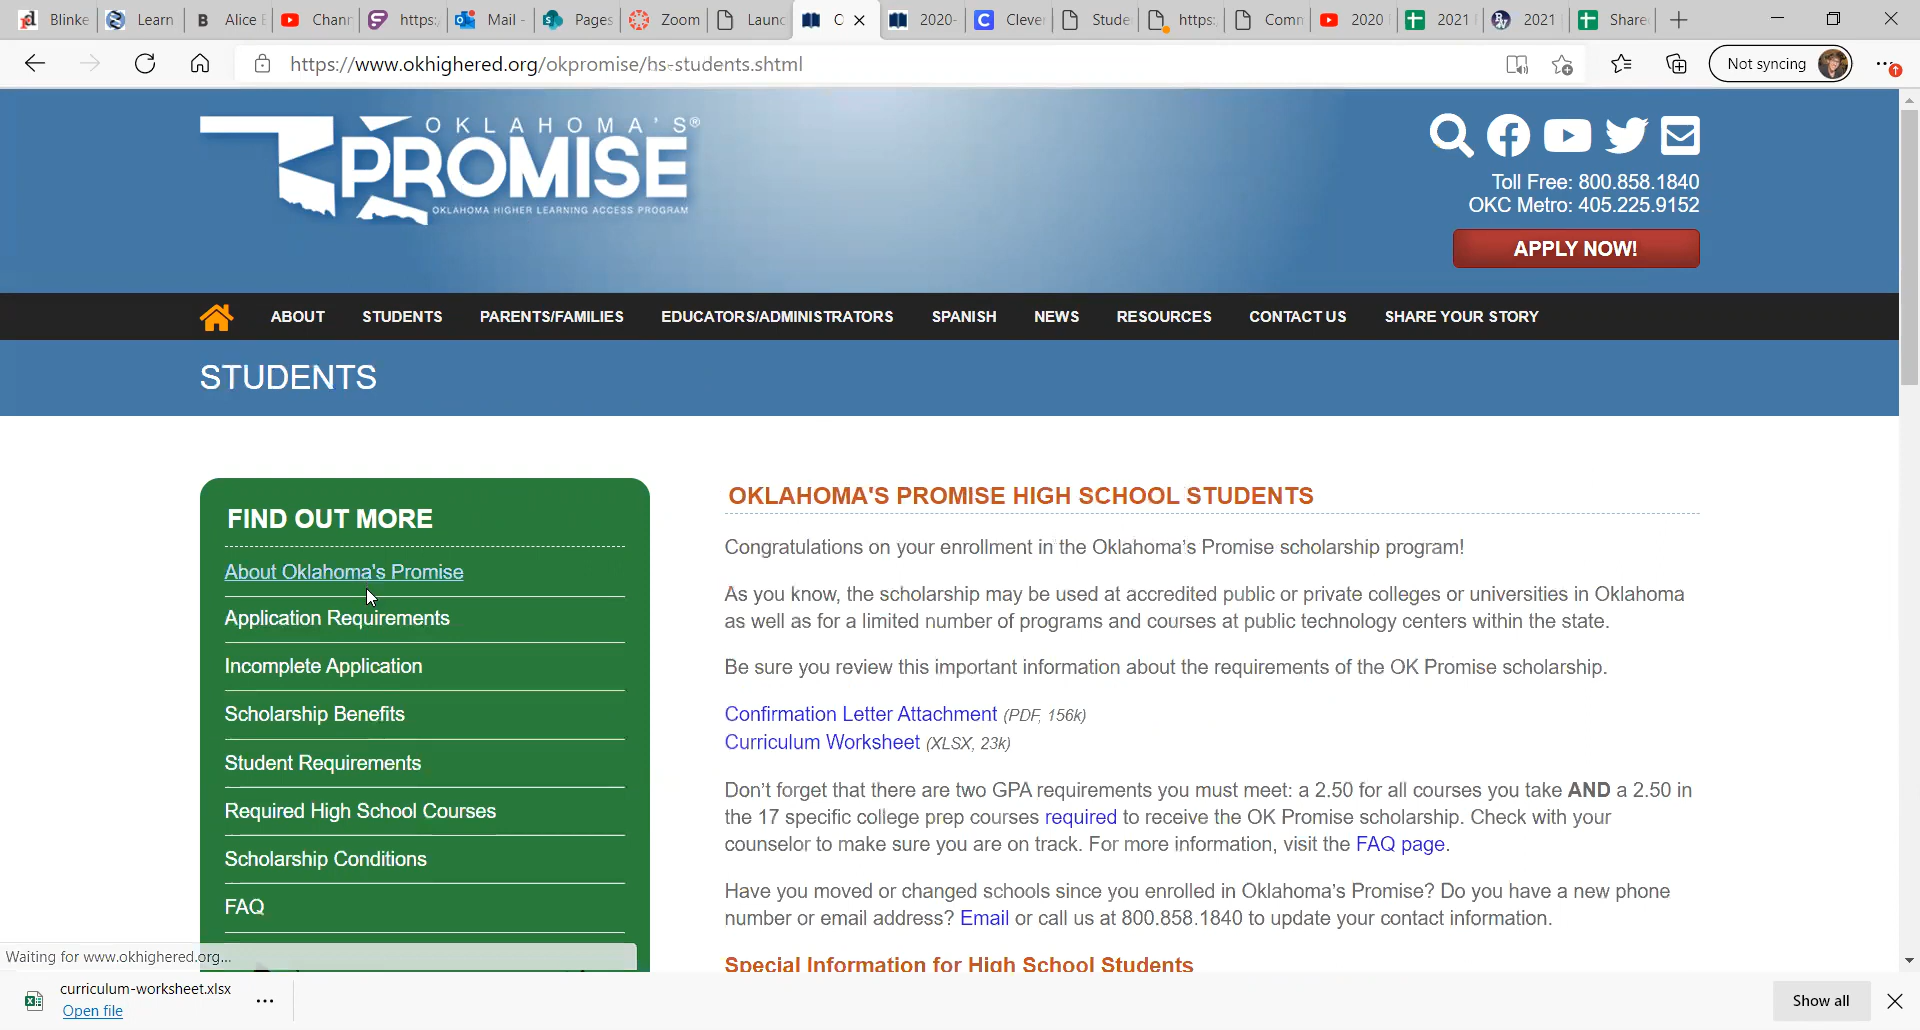 Blinke
Learn
B Alice E
Chann
https:
Mail -
Pages
Zoom
Launc
C
2020-
C Clever
Stude
https:
Comm
2020
2021
2021
Share
https://www.okhighered.org/okpromise/hs-students.shtml
Not syncing
OKLAHOMA'S®
PROMISE
OKLAHOMA HIGHER LEARNING ACCESS PROGRAM
Toll Free: 800.858.1840
OKC Metro: 405.225.9152
APPLY NOW!
ABOUT STUDENTS PARENTS/FAMILIES EDUCATORS/ADMINISTRATORS SPANISH NEWS RESOURCES CONTACT US SHARE YOUR STORY
STUDENTS
FIND OUT MORE
About Oklahoma's Promise
Application Requirements
Incomplete Application
Scholarship Benefits
Student Requirements
Required High School Courses
Scholarship Conditions
FAQ
OKLAHOMA'S PROMISE HIGH SCHOOL STUDENTS
Congratulations on your enrollment in the Oklahoma's Promise scholarship program!
As you know, the scholarship may be used at accredited public or private colleges or universities in Oklahoma
as well as for a limited number of programs and courses at public technology centers within the state.
Be sure you review this important information about the requirements of the OK Promise scholarship.
Confirmation Letter Attachment (PDF, 156k)
Curriculum Worksheet (XLSX, 23k)
Don't forget that there are two GPA requirements you must meet: a 2.50 for all courses you take AND a 2.50 in
the 17 specific college prep courses required to receive the OK Promise scholarship. Check with your
counselor to make sure you are on track. For more information, visit the FAQ page.
Have you moved or changed schools since you enrolled in Oklahoma's Promise? Do you have a new phone
number or email address? Email or call us at 800.858.1840 to update your contact information.
Special Information for High School Students
Waiting for www.okhighered.org...
curriculum-worksheet.xlsx
Open file
Show all